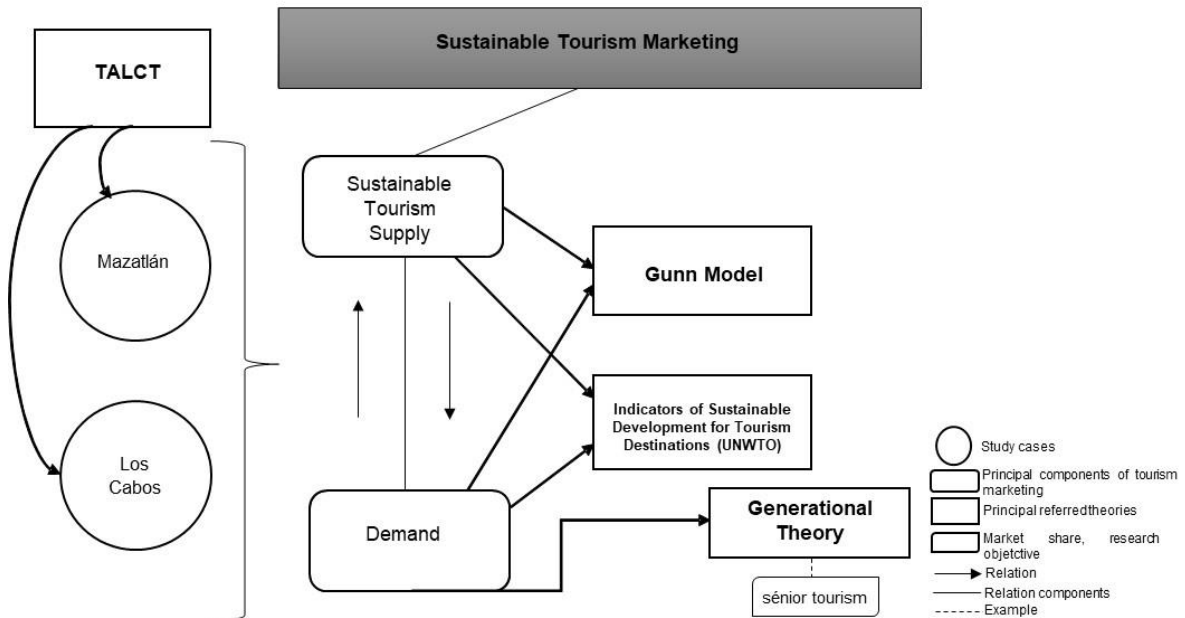 Sustainable Tourism Marketing
TALCT
Sustainable
Tourism
Supply
Mazatlán
Gunn Model
Indicators of Sustainable
Development for Tourism
Destinations (UNWTO)
Los
Cabos
Demand
Generational
Theory
sénior tourism
Study cases
Principal components of tourism
marketing
Principal referredtheories
Market share, research
objetctive
Relation
Relation components
Example